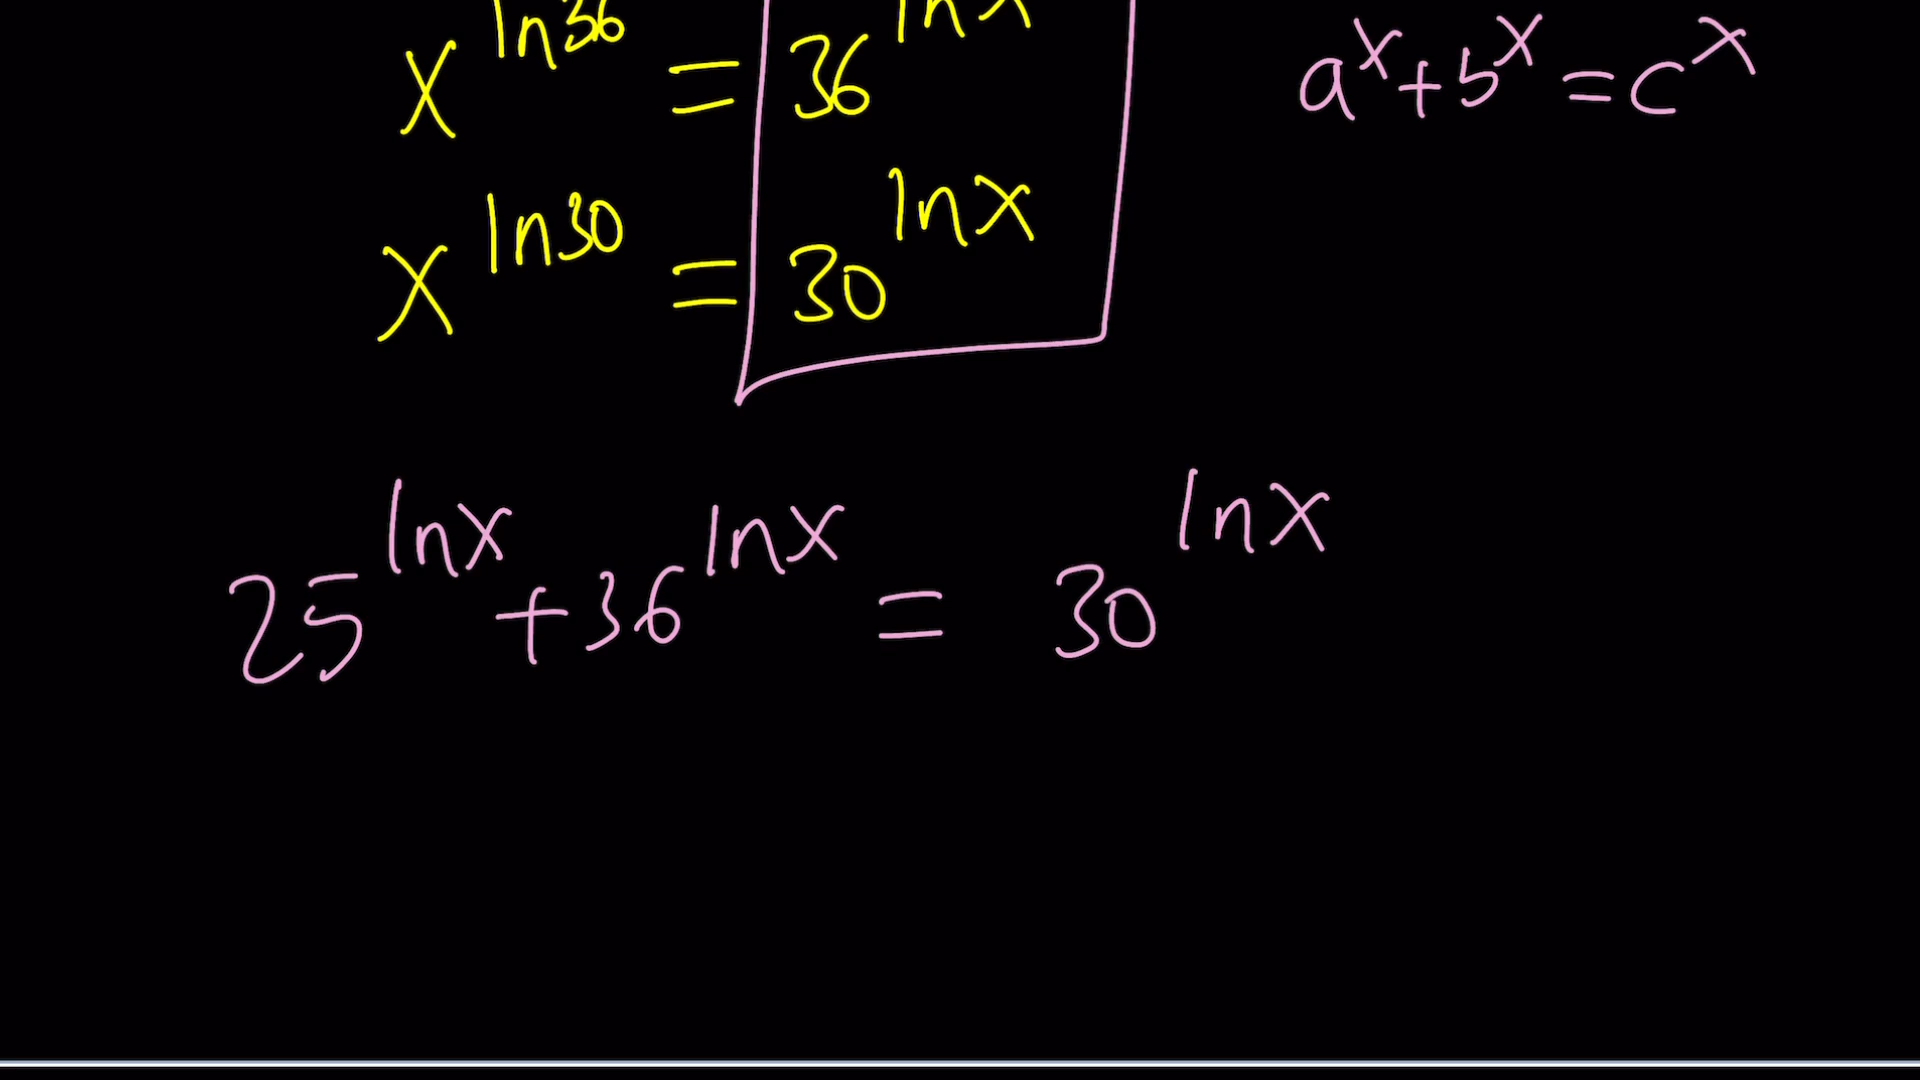 x^ln36 = 36^lnx
a^x + b^x = c^x
x^ln30 = 30^lnx
25^lnx + 36^lnx = 30^lnx